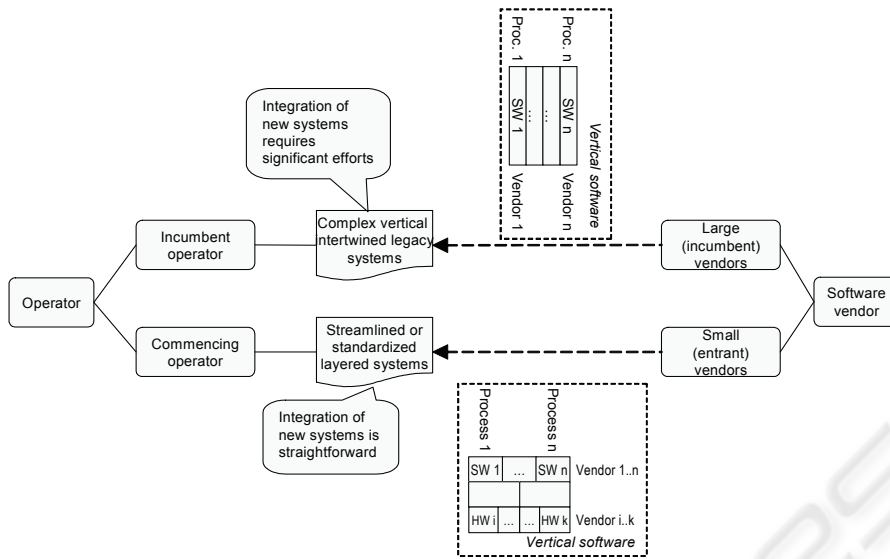 Proc. 1
Proc. n
SW 1
...
...
SW n
Vertical software
Vendor 1
Vendor n
Integration of
new systems
requires
significant efforts
Complex vertical
intertwined legacy
systems
Incumbent
operator
Large
(incumbent)
vendors
Operator
Software
vendor
Commencing
operator
Streamlined or
standardized
layered systems
Small
(entrant)
vendors
Integration of
new systems is
straightforward
Process 1
Process n
SW 1
...
SW n
Vendor 1..n
HW i
...
...
HW k
Vendor i..k
Vertical software